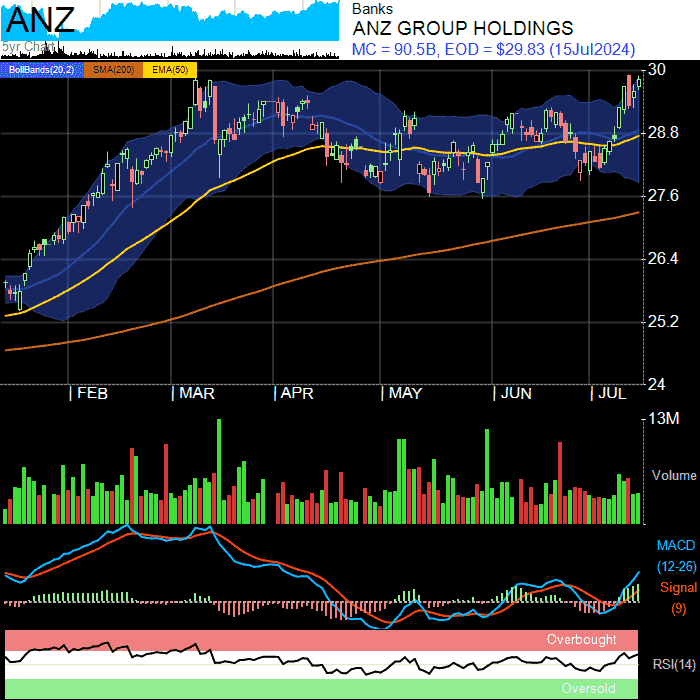 ANZ
5yr Chart
Banks
ANZ GROUP HOLDINGS
MC = 90.5B, EOD = $29.83 (15Jul2024)
BollBands(20,2) SMA(200) EMA(50)
30
28.8
27.6
26.4
25.2
24
FEB MAR APR MAY JUN JUL
13M
Volume
MACD
(12-26)
Signal
(9)
Overbought
RSI(14)
Oversold